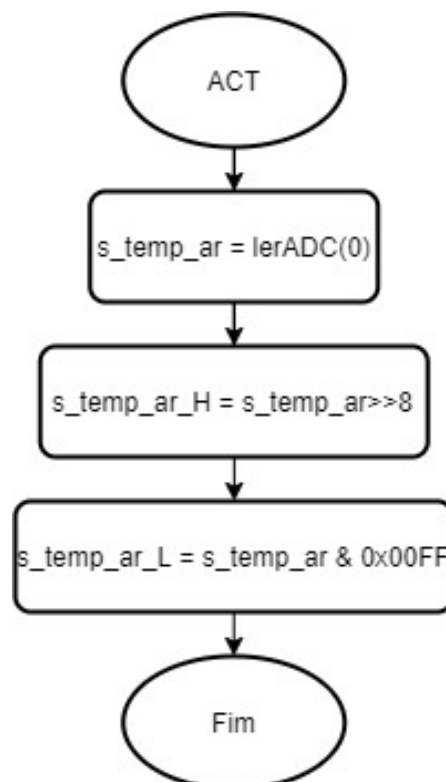 ACT
s_temp_ar = lerADC(0)
s_temp_ar_H = s_temp_ar>>8
s_temp_ar_L = s_temp_ar & 0x00FF
Fim